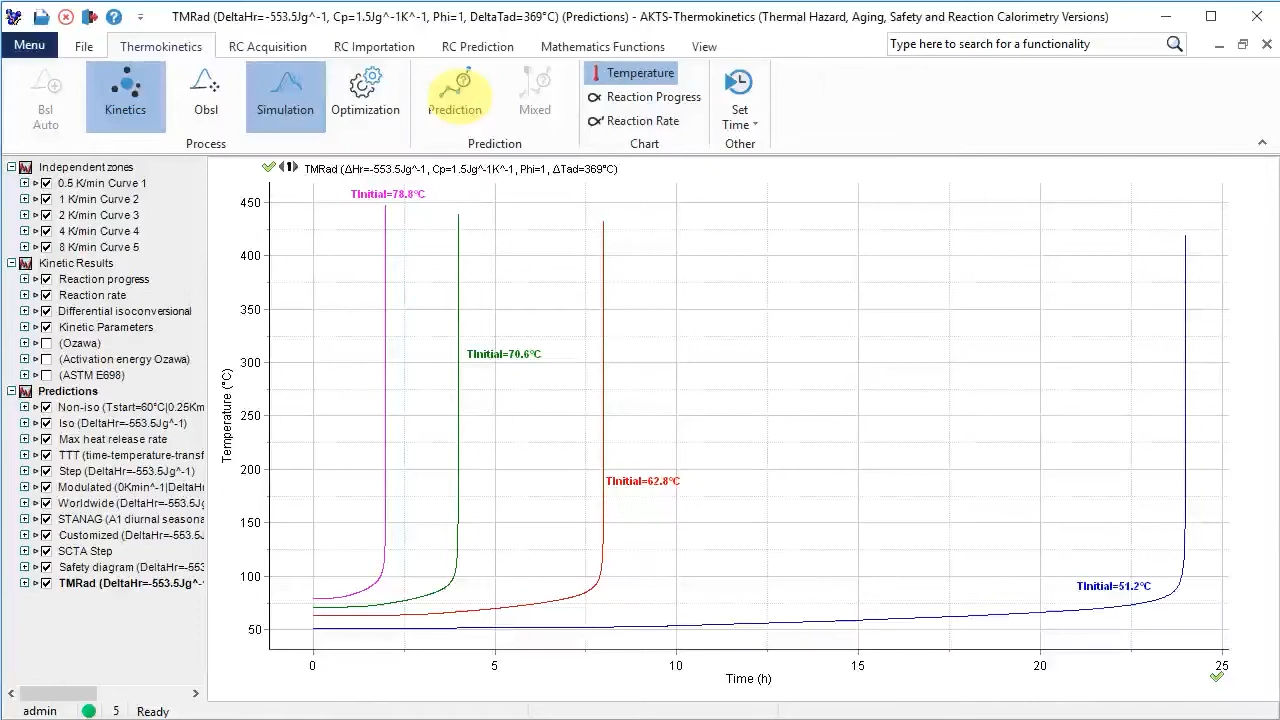 TMRad (DeltaHr=-553.5Jg^-1, Cp=1.5Jg^-1K^-1, Phi=1, DeltaTad=369°C) (Predictions) - AKTS-Thermokinics (Thermal Hazard, Aging, Safety and Reaction Calorimetry Versions)
Menu File Thermokinetics RC Acquisition RC Importation RC Prediction Mathematics Functions View Type here to search for a functionality
Bsl Auto
Kinetics
Obsl
Simulation
Optimization
Prediction
Mixed
Temperature
Reaction Progress
Reaction Rate
Set Time
Process Prediction Chart Other
Independent zones
0.5 K/min Curve 1
1 K/min Curve 2
2 K/min Curve 3
4 K/min Curve 4
8 K/min Curve 5
Kinetic Results
Reaction progress
Reaction rate
Differential isoconversional
Kinetic Parameters
(Ozawa)
(Activation energy Ozawa)
(ASTM E698)
Predictions
Non-iso (Tstart=60°C|0.25Km
Iso (DeltaHr=-553.5Jg^-1)
Max heat release rate
TTT (time-temperature-transf
Step (DeltaHr=-553.5Jg^-1)
Modulated (0Kmin^-1|DeltaH
Worldwide (DeltaHr=-553.5Jg
STANAG (A1 diurnal seasona
Customized (DeltaHr=-553.5J
SCTA Step
Safety diagram (DeltaHr=-553
TMRad (DeltaHr=-553.5Jg^-1
TMRad (ΔHr=-553.5Jg^-1, Cp=1.5Jg^-1K^-1, Phi=1, ΔTad=369°C)
TInitial=78.8°C
TInitial=70.6°C
TInitial=62.8°C
TInitial=51.2°C
Temperature (°C)
450
400
350
300
250
200
150
100
50
0 5 10 15 20 25
Time (h)
admin 5 Ready